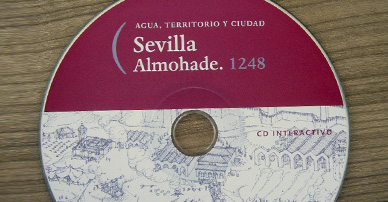 AGUA, TERRITORIO Y CIUDAD
Sevilla
Almohade. 1248
CD INTERACTIVO